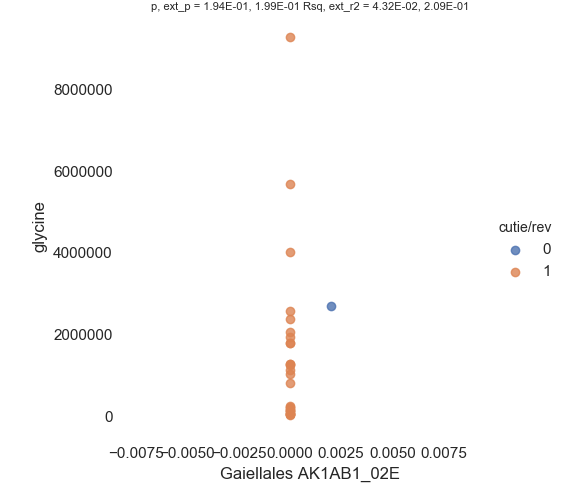 p, ext_p = 1.94E-01, 1.99E-01 Rsq, ext_r2 = 4.32E-02, 2.09E-01
8000000
6000000
4000000
2000000
0
glycine
cutie/rev
0
1
−0.0075 −0.0050 −0.0025 0.0000 0.0025 0.0050 0.0075
Gaiellales AK1AB1_02E